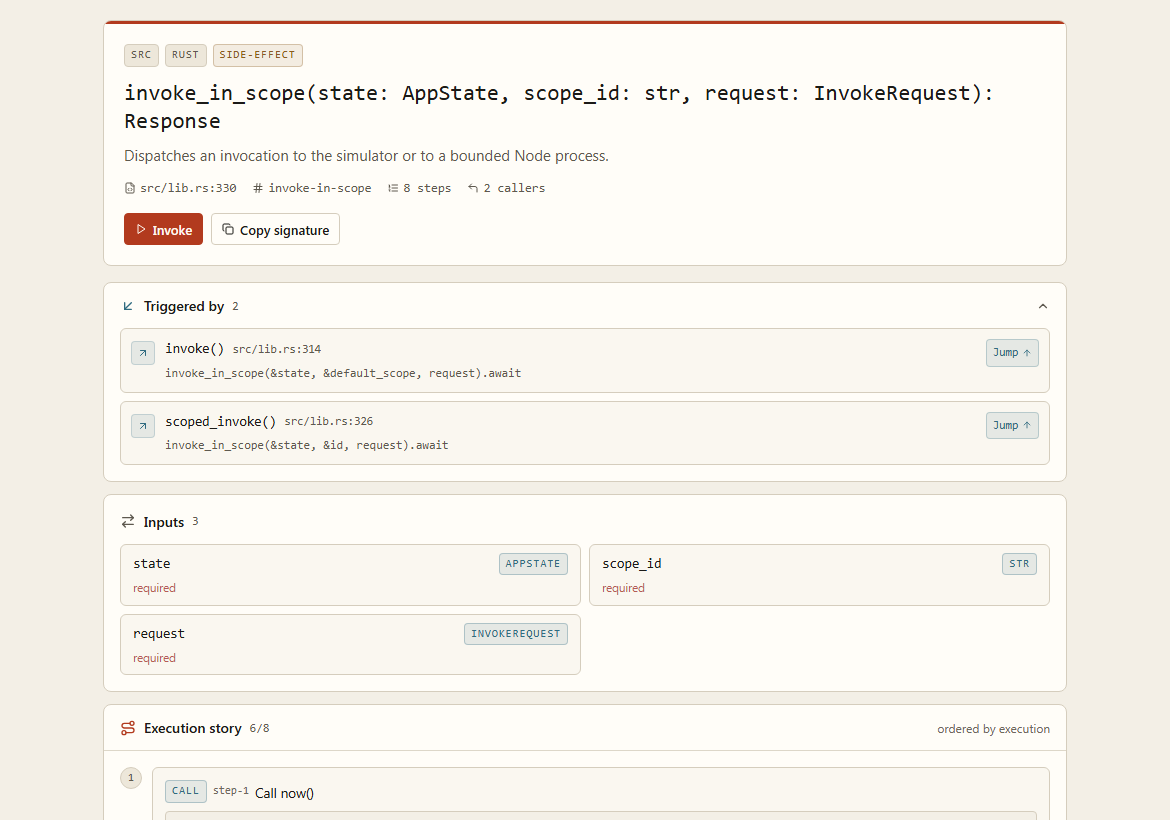 SRC RUST SIDE-EFFECT
invoke_in_scope(state: AppState, scope_id: str, request: InvokeRequest):
Response
Dispatches an invocation to the simulator or to a bounded Node process.
src/lib.rs:330 # invoke-in-scope 8 steps 2 callers
Invoke Copy signature
Triggered by 2
invoke() src/lib.rs:314 Jump ↑
invoke_in_scope(&state, &default_scope, request).await
scoped_invoke() src/lib.rs:326 Jump ↑
invoke_in_scope(&state, &id, request).await
Inputs 3
state APPSTATE
required
scope_id STR
required
request INVOKEREQUEST
required
Execution story 6/8 ordered by execution
1
CALL step-1 Call now()